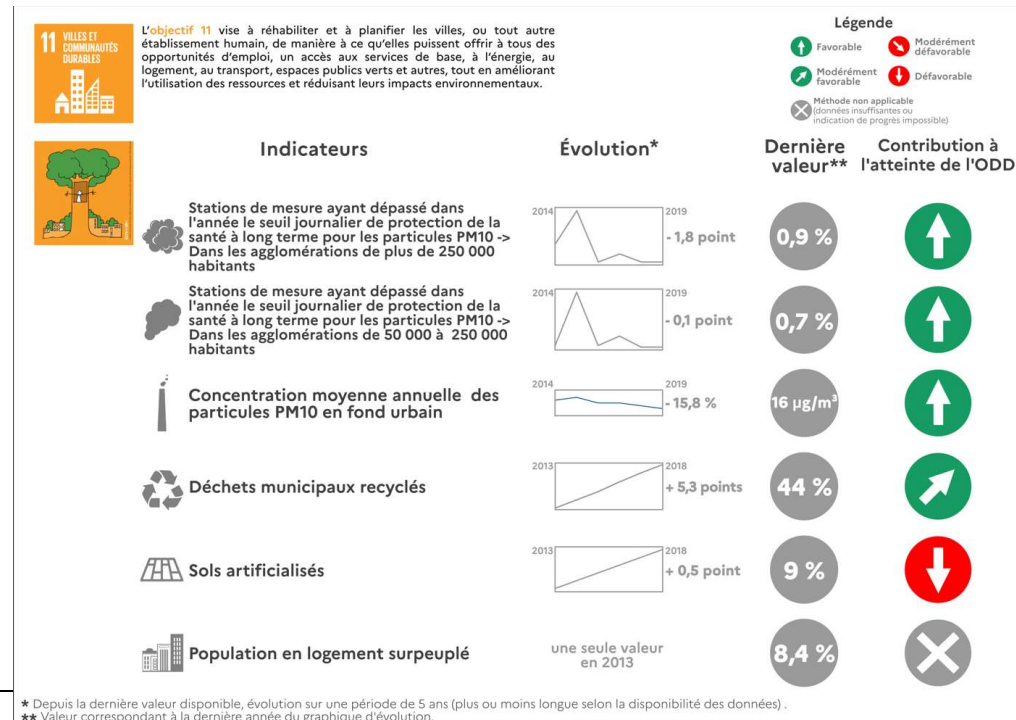 11 VILLES ET
COMMUNAUTÉS
DURABLES
L'objectif 11 vise à réhabiliter et à planifier les villes, ou tout autre
établissement humain, de manière à ce qu'elles puissent offrir à tous des
opportunités d'emploi, un accès aux services de base, à l'énergie, au
logement, au transport, espaces publics verts et autres, tout en améliorant
l'utilisation des ressources et réduisant leurs impacts environnementaux.
Légende
Favorable
Modérément
défavorable
Modérément
favorable
Défavorable
Méthode non applicable
(données insuffisantes ou
indication de progrès impossible)
Indicateurs
Évolution*
Dernière
valeur**
Contribution à
l'atteinte de l'ODD
Stations de mesure ayant dépassé dans
l'année le seuil journalier de protection de la
santé à long terme pour les particules PM10 ->
Dans les agglomérations de plus de 250 000
habitants
2014
2019
- 1,8 point
0,9 %
Stations de mesure ayant dépassé dans
l'année le seuil journalier de protection de la
santé à long terme pour les particules PM10 ->
Dans les agglomérations de 50 000 à 250 000
habitants
2014
2019
- 0,1 point
0,7 %
Concentration moyenne annuelle des
particules PM10 en fond urbain
2014
2019
- 15,8 %
16 µg/m³
Déchets municipaux recyclés
2013
2018
+ 5,3 points
44 %
Sols artificialisés
2013
2018
+ 0,5 point
9 %
Population en logement surpeuplé
une seule valeur
en 2013
8,4 %
* Depuis la dernière valeur disponible, évolution sur une période de 5 ans (plus ou moins longue selon la disponibilité des données) .
** Valeur correspondant à la dernière année du graphique d'évolution.